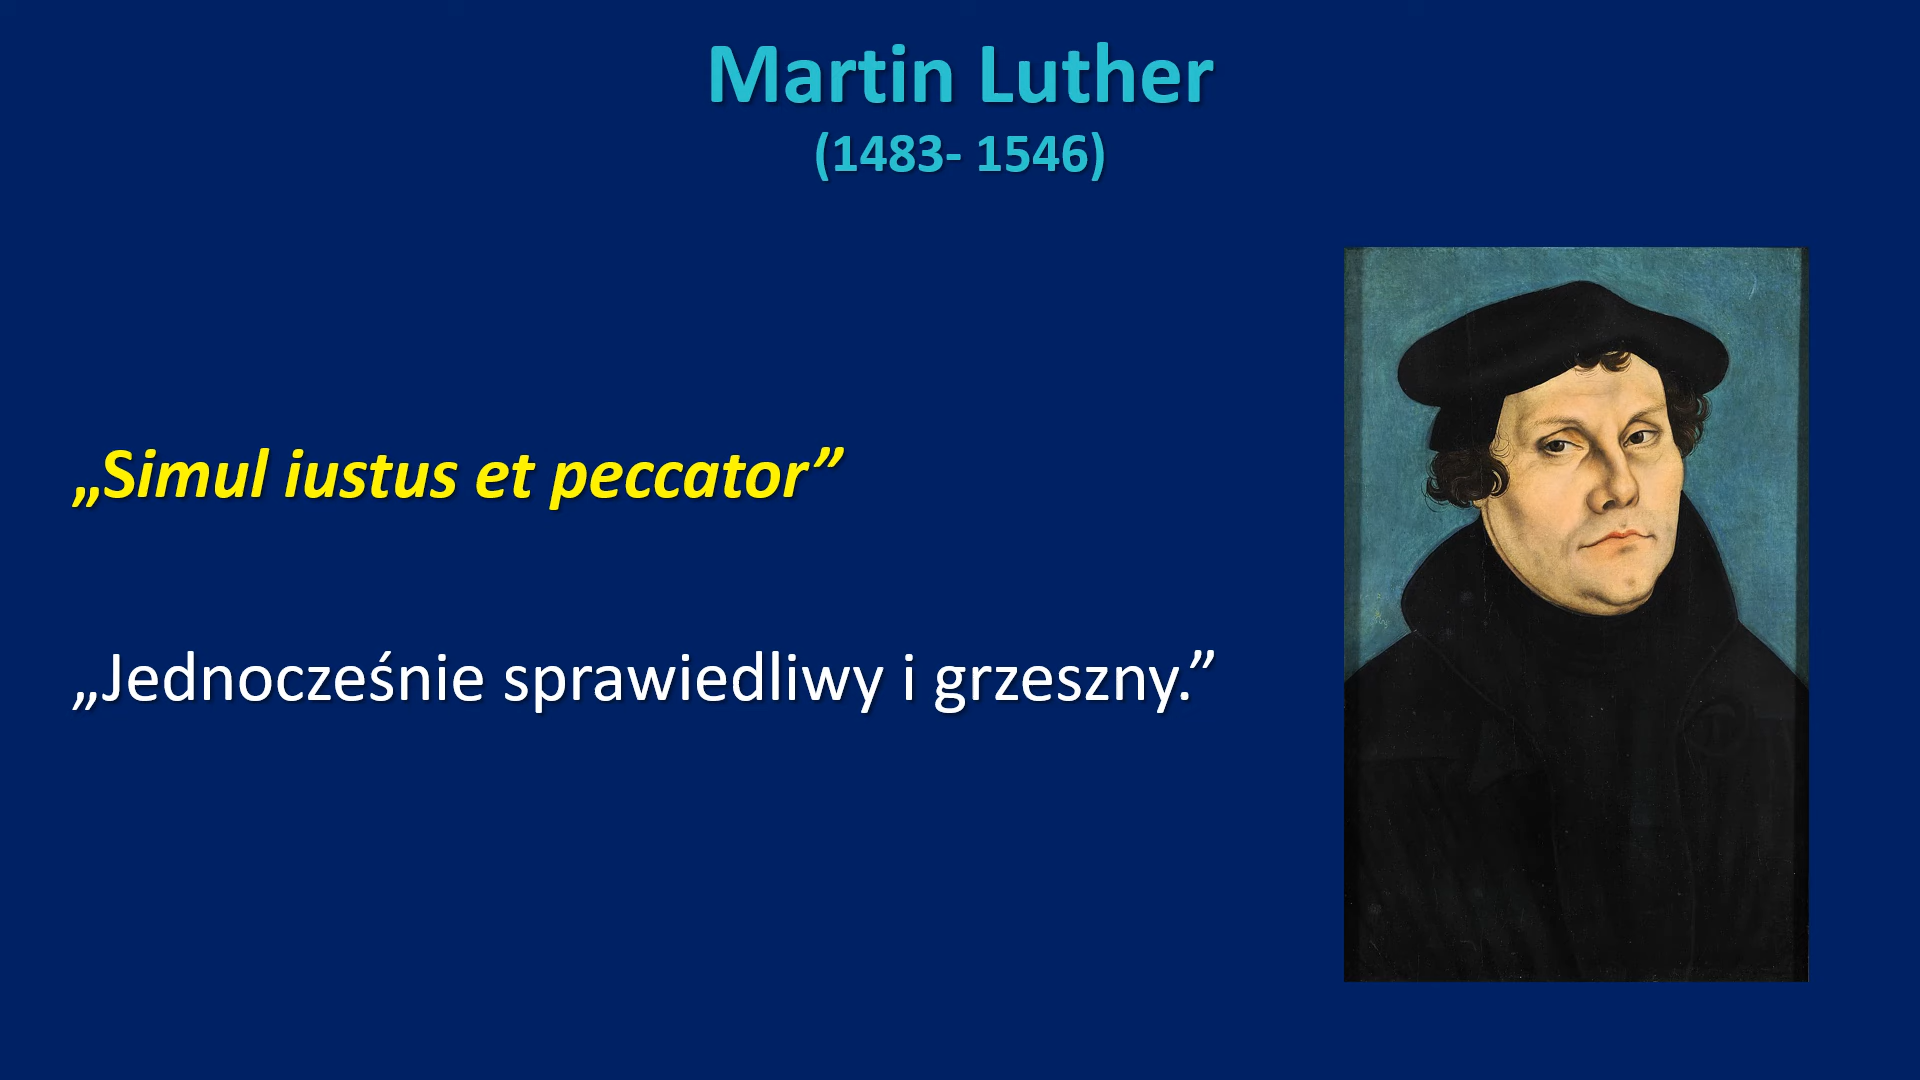 Martin Luther
(1483- 1546)
„Simul iustus et peccator”
„Jednocześnie sprawiedliwy i grzeszny.”